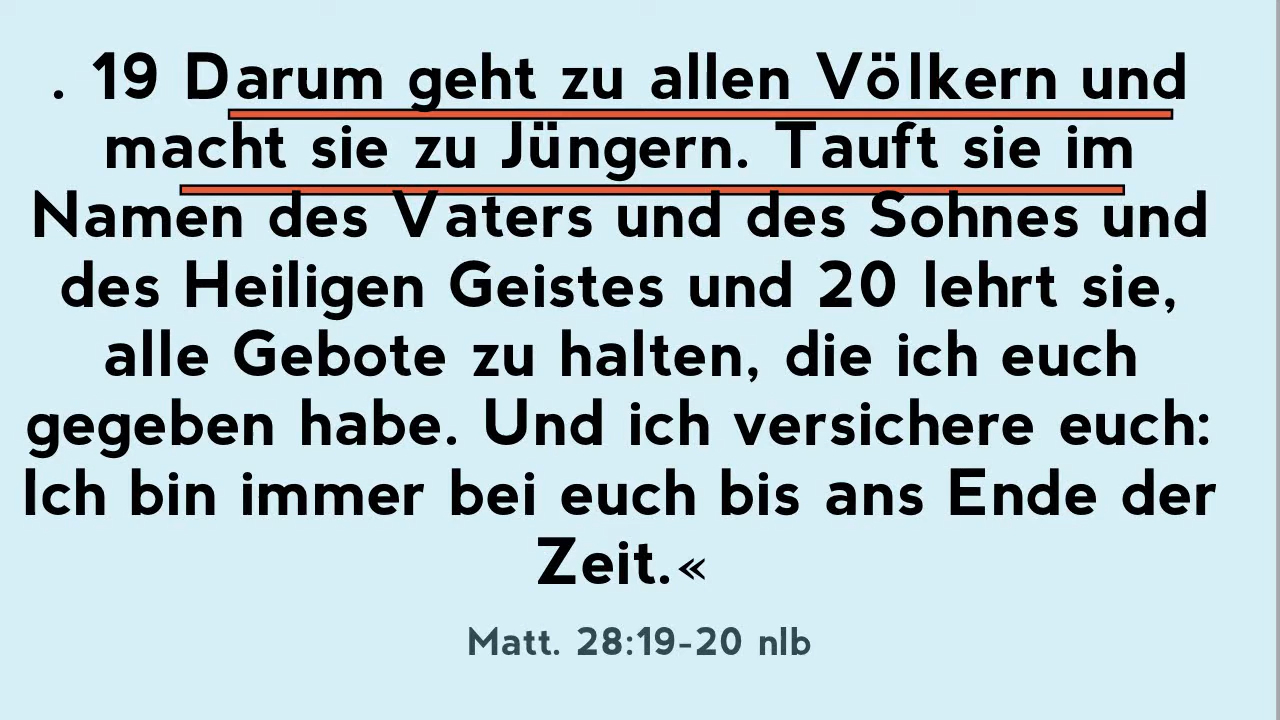 . 19 Darum geht zu allen Völkern und
macht sie zu Jüngern. Tauft sie im
Namen des Vaters und des Sohnes und
des Heiligen Geistes und 20 lehrt sie,
alle Gebote zu halten, die ich euch
gegeben habe. Und ich versichere euch:
Ich bin immer bei euch bis ans Ende der
Zeit.«
Matt. 28:19-20 nlb